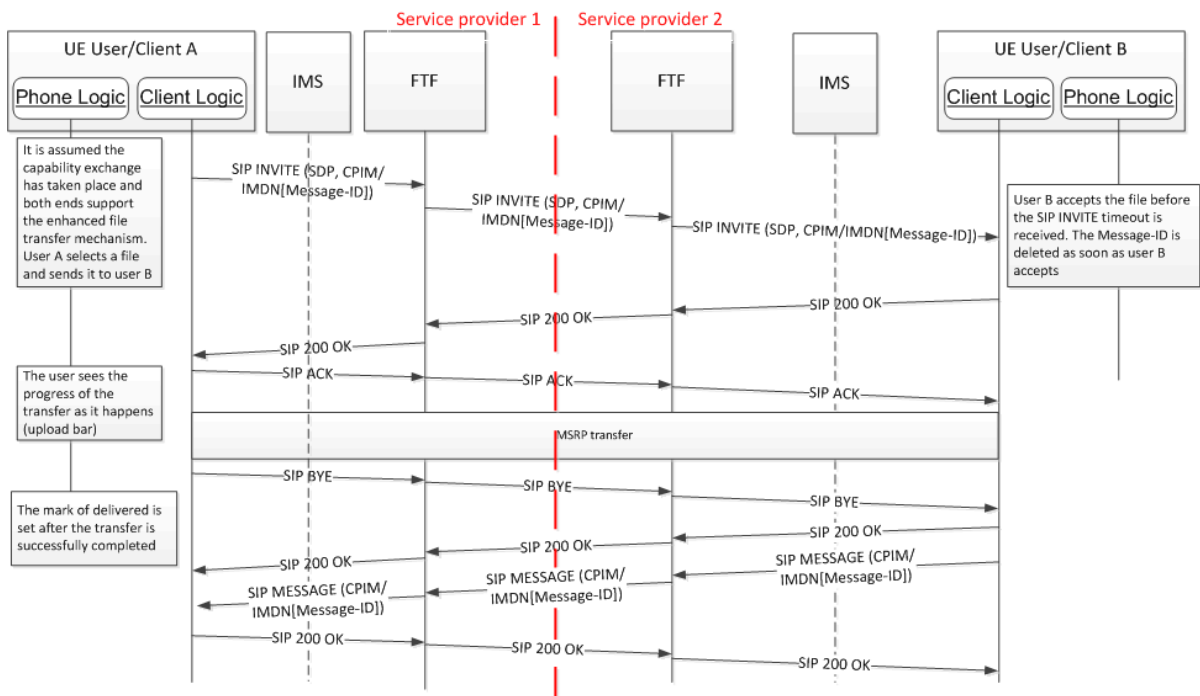 Service provider 1
Service provider 2
UE User/Client A
Phone Logic
Client Logic
IMS
FTF
FTF
IMS
UE User/Client B
Client Logic
Phone Logic
It is assumed the
capability exchange
has taken place and
both ends support
the enhanced file
transfer mechanism.
User A selects a file
and sends it to user B
SIP INVITE (SDP, CPIM/
IMDN[Message-ID])
SIP INVITE (SDP, CPIM/
IMDN[Message-ID])
SIP INVITE (SDP, CPIM/IMDN[Message-ID])
User B accepts the file before
the SIP INVITE timeout is
received. The Message-ID is
deleted as soon as user B
accepts
SIP 200 OK
SIP 200 OK
SIP 200 OK
The user sees the
progress of the
transfer as it happens
(upload bar)
SIP ACK
SIP ACK
SIP ACK
MSRP transfer
SIP BYE
SIP BYE
SIP BYE
The mark of delivered is
set after the transfer is
successfully completed
SIP 200 OK
SIP 200 OK
SIP 200 OK
SIP MESSAGE (CPIM/
IMDN[Message-ID])
SIP MESSAGE (CPIM/
IMDN[Message-ID])
SIP MESSAGE (CPIM/
IMDN[Message-ID])
SIP 200 OK
SIP 200 OK
SIP 200 OK